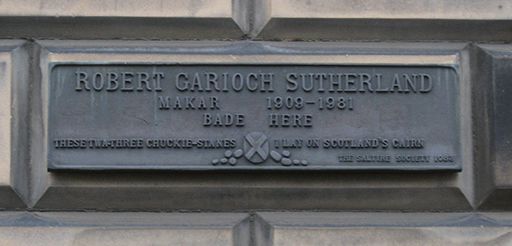 ROBERT GARIOCH SUTHERLAND
MAKAR 1909-1981
BADE HERE
THESE TWA-THREE CHUCKIE-STANES I LAY ON SCOTLAND'S CAIRN
THE SALTIRE SOCIETY 1983